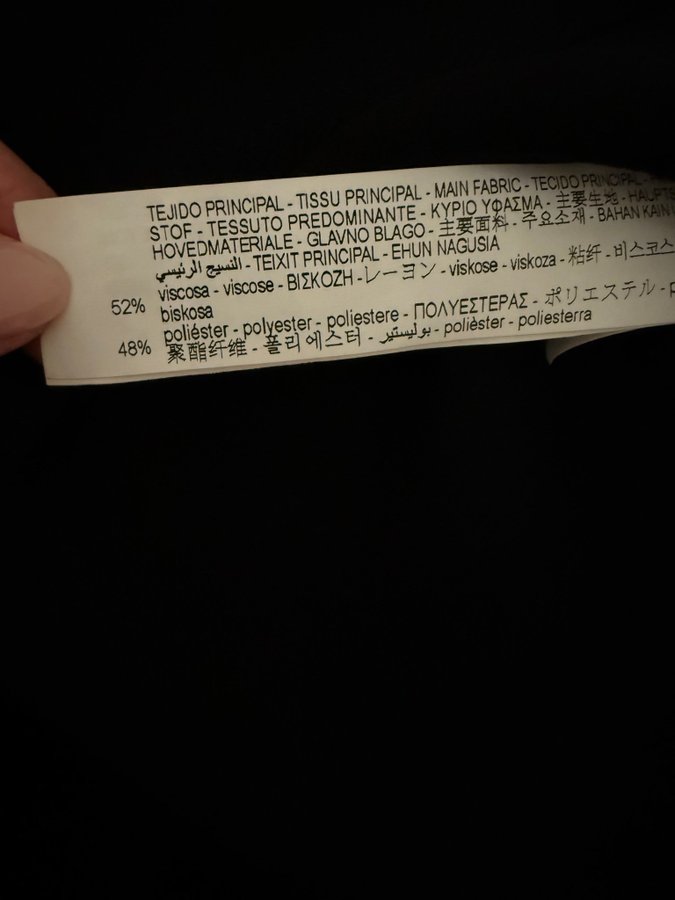 TEJIDO PRINCIPAL - TISSU PRINCIPAL - MAIN FABRIC - TECIDO PRINCIPAL -
STOF - TESSUTO PREDOMINANTE - ΚΥΡΙΟ ΥΦΑΣΜΑ - 主要生地 -
HOVEDMATERIALE - GLAVNO BLAGO - 主要面料 - 주요소재 - BAHAN KAIN
النسيج الرئيسي - TEIXIT PRINCIPAL - EHUN NAGUSIA
52% viscosa - viscose - ΒΙΣΚΟΖΗ - レーヨン - viskose - viskoza - 粘纤 - 비스코스
biskosa
48% poliéster - polyester - poliestere - ΠΟΛΥΕΣΤΕΡΑΣ - ポリエステル -
聚酯纤维 - 폴리에스터 - بوليستير - polièster - poliesterra